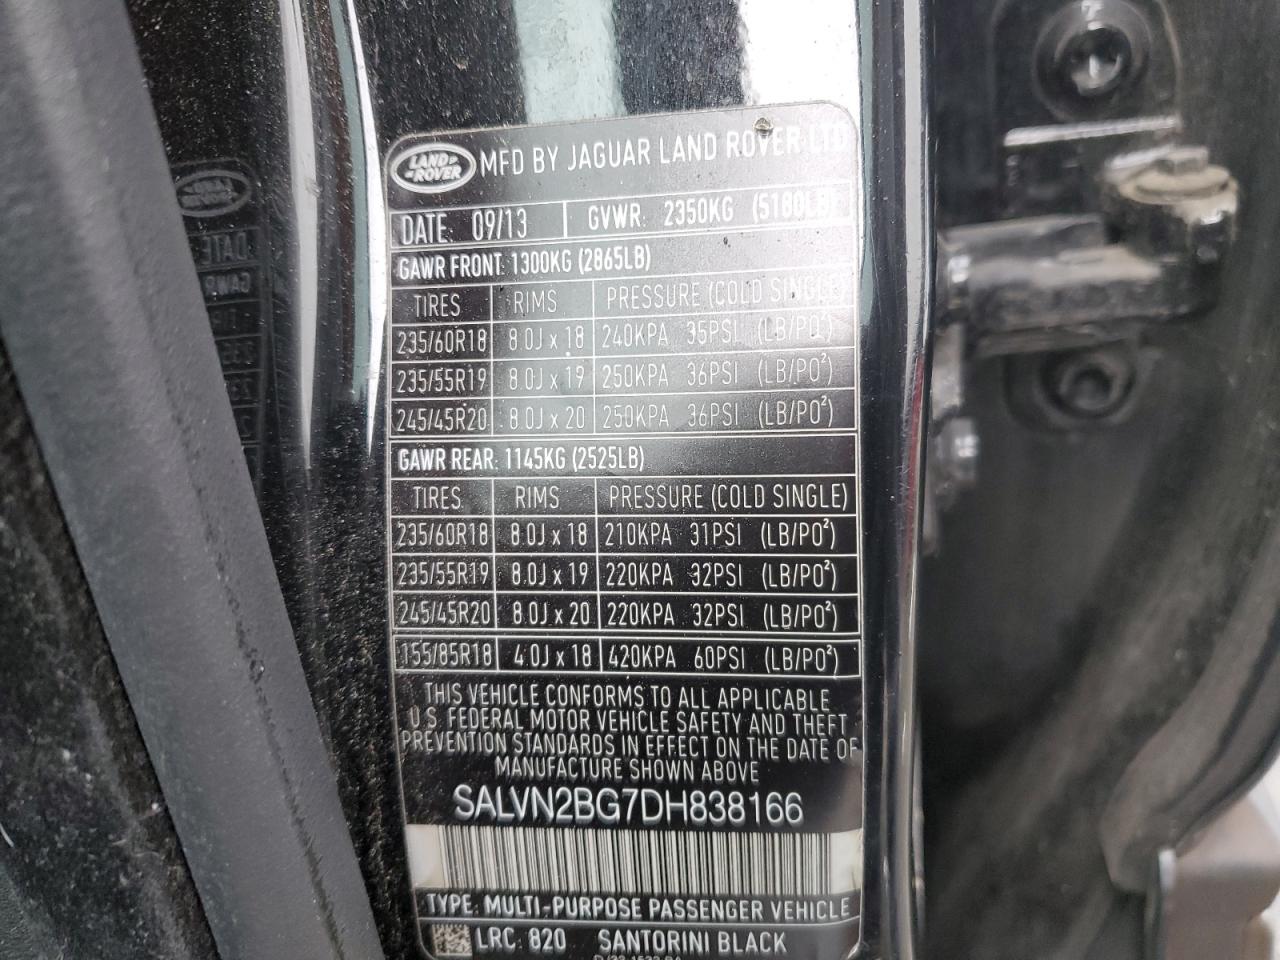 LAND ROVER MFD BY JAGUAR LAND ROVER LTD
DATE: 09/13 GVWR: 2350KG (5180LB)
GAWR FRONT: 1300KG (2865LB)
TIRES RIMS PRESSURE (COLD SINGLE)
235/60R18 8.0J x 18 240KPA 35PSI (LB/PO²)
235/55R19 8.0J x 19 250KPA 36PSI (LB/PO²)
245/45R20 8.0J x 20 250KPA 36PSI (LB/PO²)
GAWR REAR: 1145KG (2525LB)
TIRES RIMS PRESSURE (COLD SINGLE)
235/60R18 8.0J x 18 210KPA 31PSI (LB/PO²)
235/55R19 8.0J x 19 220KPA 32PSI (LB/PO²)
245/45R20 8.0J x 20 220KPA 32PSI (LB/PO²)
155/85R18 4.0J x 18 420KPA 60PSI (LB/PO²)
THIS VEHICLE CONFORMS TO ALL APPLICABLE
U.S. FEDERAL MOTOR VEHICLE SAFETY AND THEFT
PREVENTION STANDARDS IN EFFECT ON THE DATE OF
MANUFACTURE SHOWN ABOVE
SALVN2BG7DH838166
TYPE: MULTI-PURPOSE PASSENGER VEHICLE
LRC: 820 SANTORINI BLACK